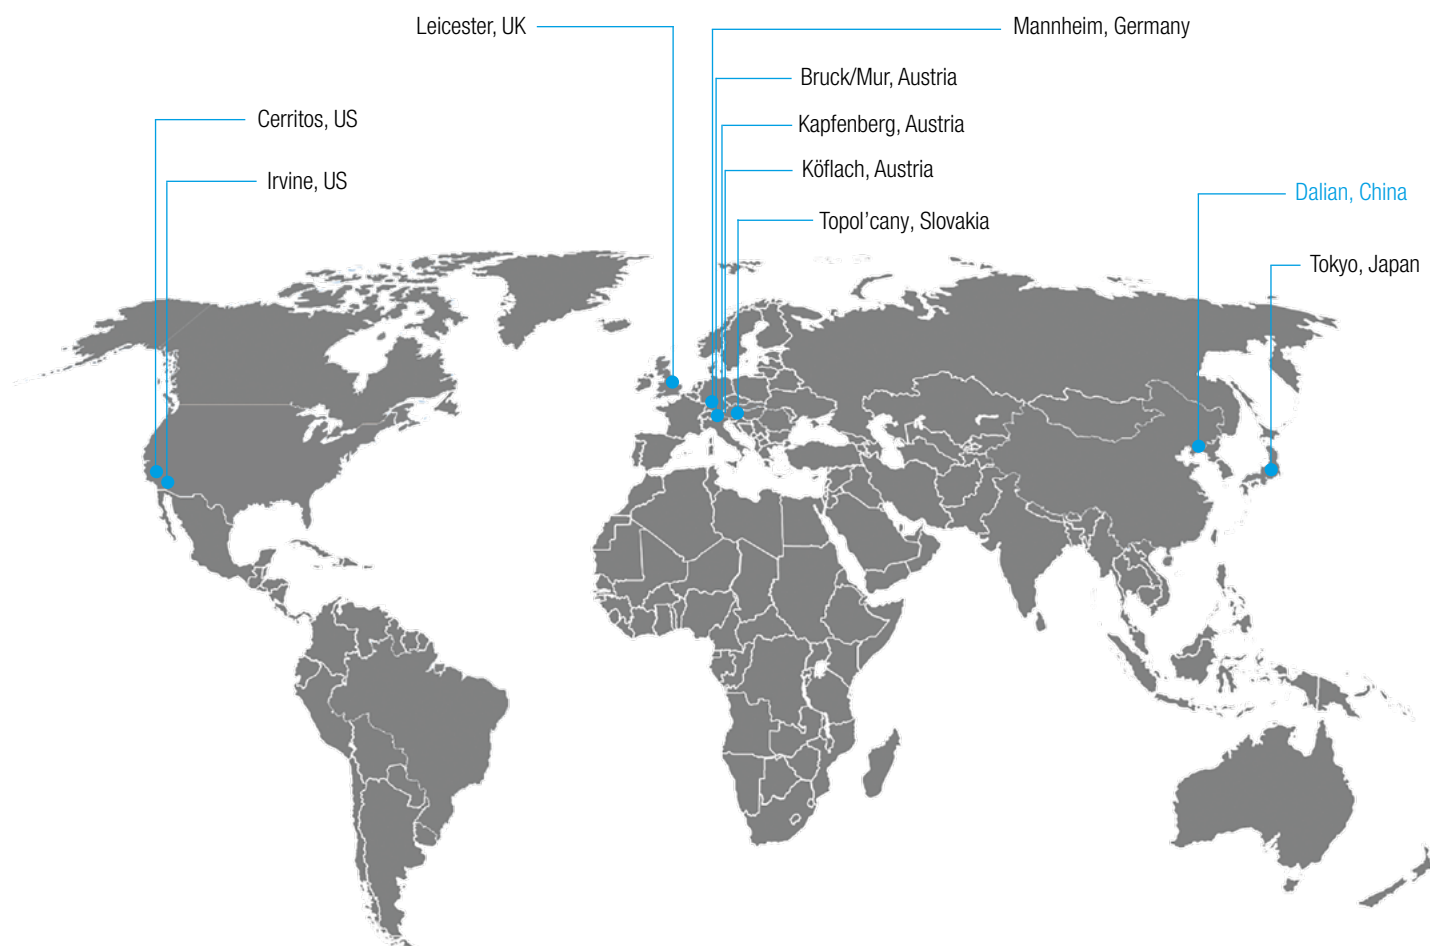 Leicester, UK
Mannheim, Germany
Bruck/Mur, Austria
Cerritos, US
Kapfenberg, Austria
Köflach, Austria
Irvine, US
Dalian, China
Topol’cany, Slovakia
Tokyo, Japan